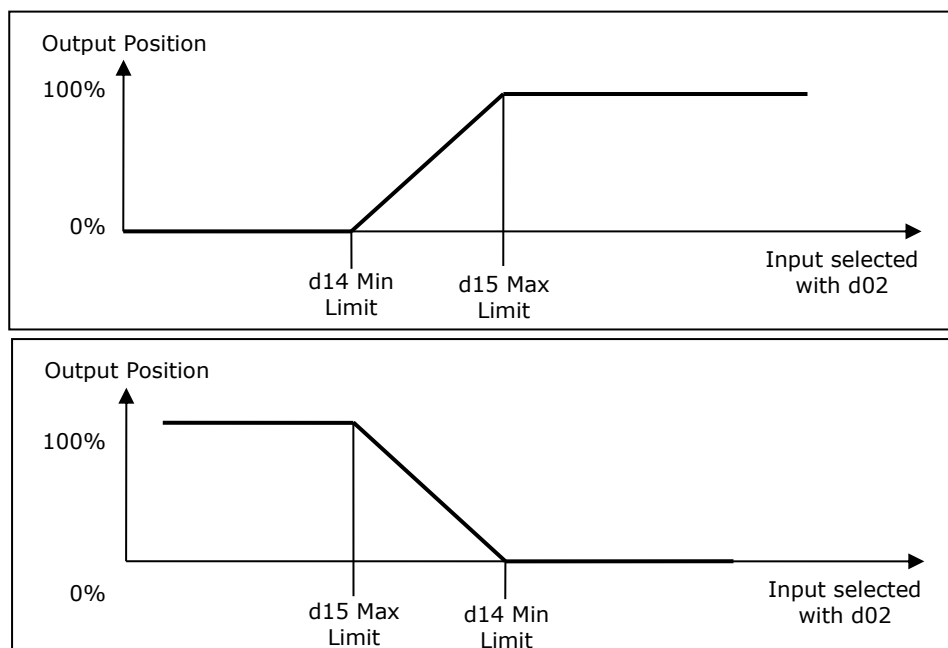 Output Position
100%
0%
d14 Min
Limit
d15 Max
Limit
Input selected
with d02
Output Position
100%
0%
d15 Max
Limit
d14 Min
Limit
Input selected
with d02